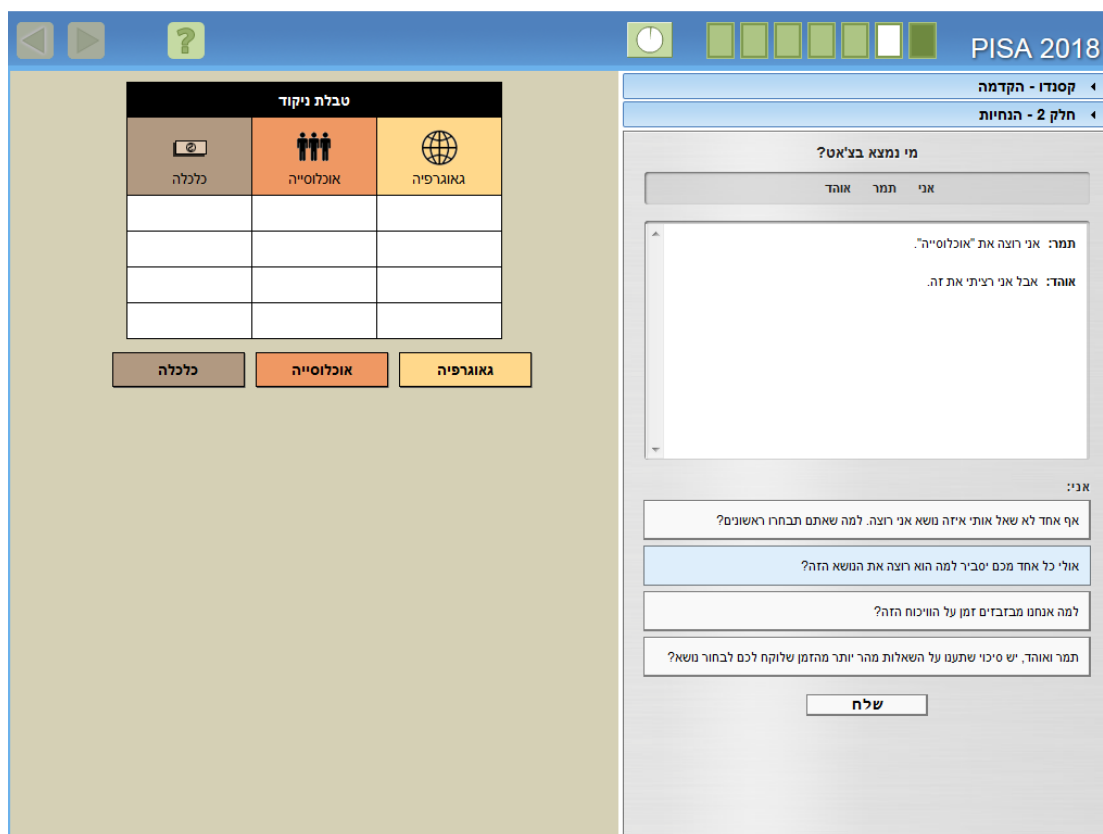 PISA 2018
קסנדו - הקדמה
חלק 2 - הנחיות
מי נמצא בצ'אט?
אני תמר אוהד
תמר: אני רוצה את "אוכלוסייה".
אוהד: אבל אני רציתי את זה.
אני:
אף אחד לא שאל אותי איזה נושא אני רוצה. למה שאתם תבחרו ראשונים?
אולי כל אחד מכם יסביר למה הוא רוצה את הנושא הזה?
למה אנחנו מבזבזים זמן על הוויכוח הזה?
תמר ואוהד, יש סיכוי שתענו על השאלות מהר יותר מהזמן שלוקח לכם לבחור נושא?
שלח
טבלת ניקוד
גאוגרפיה אוכלוסייה כלכלה
גאוגרפיה אוכלוסייה כלכלה
?